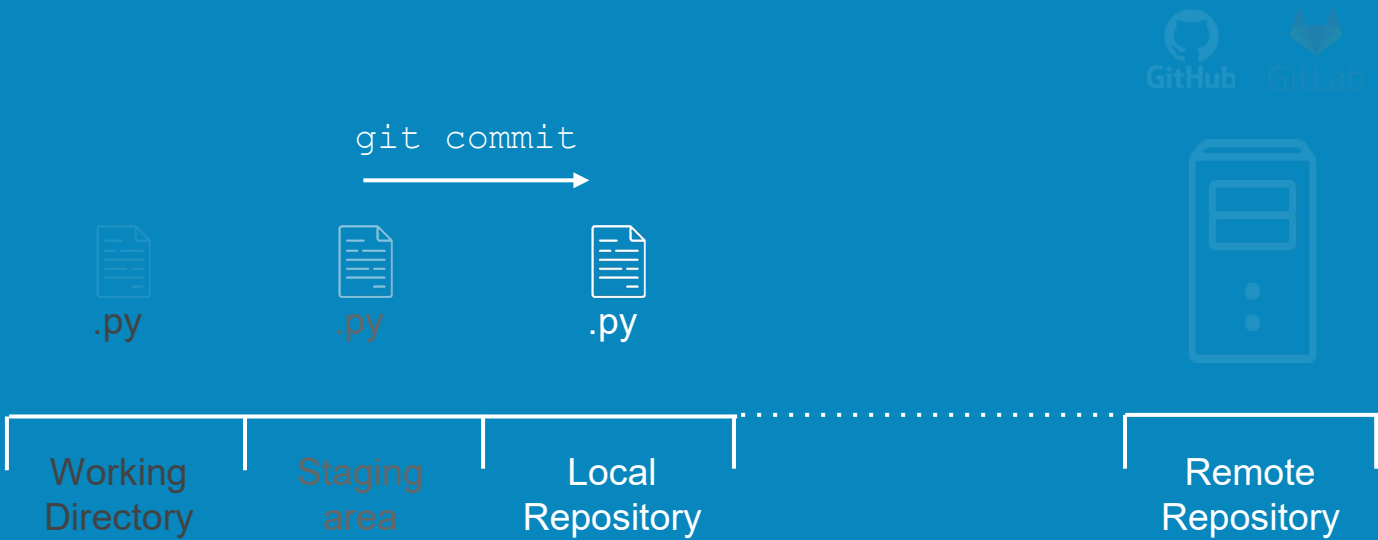 GitHub GitLab
git commit
.py .py .py
Working Staging Local Remote
Directory area Repository Repository